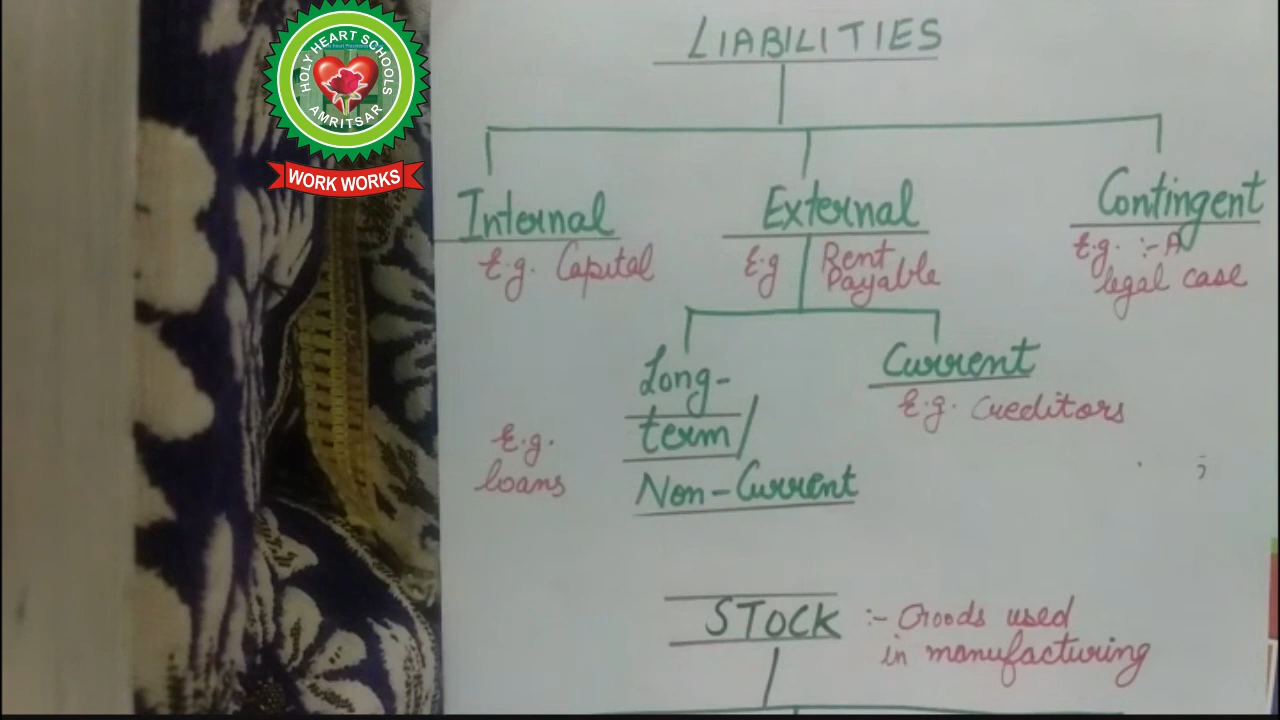 HOLY HEART SCHOOLS
AMRITSAR
WORK WORKS
LIABILITIES
Internal
E.g. Capital
External
E.g Rent
Payable
Contingent
E.g. :- A
legal case
Long-
term/
Non-Current
E.g.
loans
Current
E.g. Creditors
STOCK :- Goods used
in manufacturing